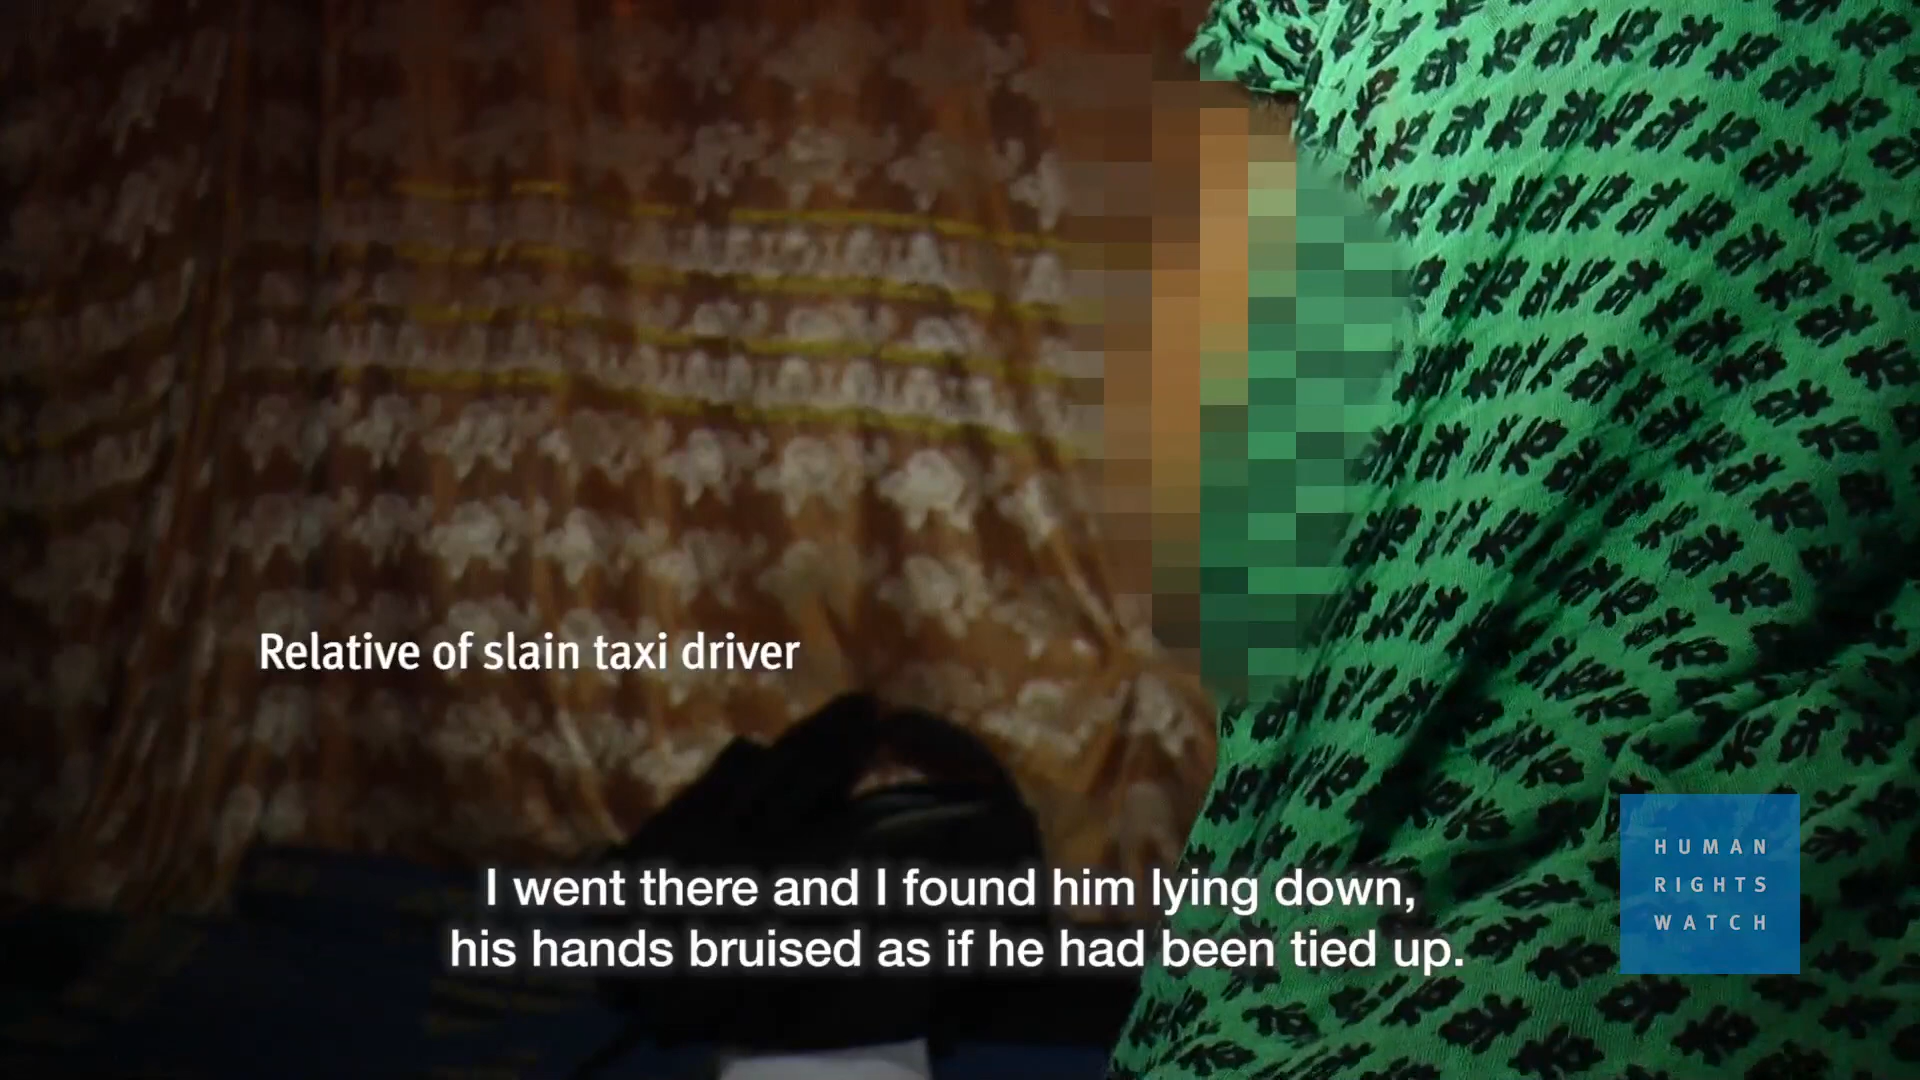 Relative of slain taxi driver
I went there and I found him lying down,
his hands bruised as if he had been tied up.
HUMAN
RIGHTS
WATCH